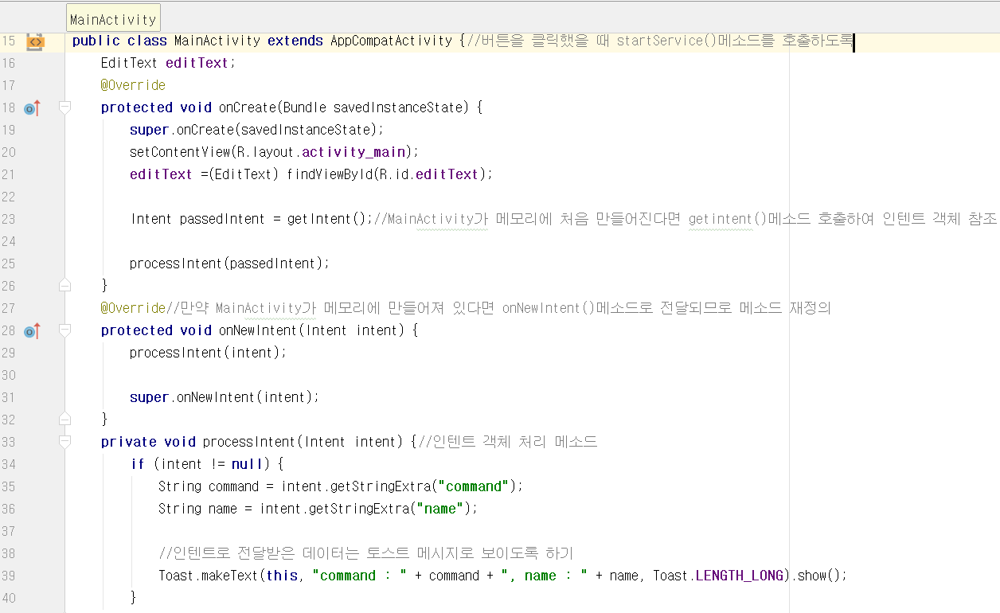 MainActivity
15 public class MainActivity extends AppCompatActivity {//버튼을 클릭했을 때 startService()메소드를 호출하도록
16 EditText editText;
17 @Override
18 protected void onCreate(Bundle savedInstanceState) {
19 super.onCreate(savedInstanceState);
20 setContentView(R.layout.activity_main);
21 editText =(EditText) findViewById(R.id.editText);
22
23 Intent passedIntent = getIntent();//MainActivity가 메모리에 처음 만들어진다면 getintent()메소드 호출하여 인텐트 객체 참조
24
25 processIntent(passedIntent);
26 }
27 @Override//만약 MainActivity가 메모리에 만들어져 있다면 onNewIntent()메소드로 전달되므로 메소드 재정의
28 protected void onNewIntent(Intent intent) {
29 processIntent(intent);
30
31 super.onNewIntent(intent);
32 }
33 private void processIntent(Intent intent) {//인텐트 객체 처리 메소드
34 if (intent != null) {
35 String command = intent.getStringExtra("command");
36 String name = intent.getStringExtra("name");
37
38 //인텐트로 전달받은 데이터는 토스트 메시지로 보이도록 하기
39 Toast.makeText(this, "command : " + command + ", name : " + name, Toast.LENGTH_LONG).show();
40 }